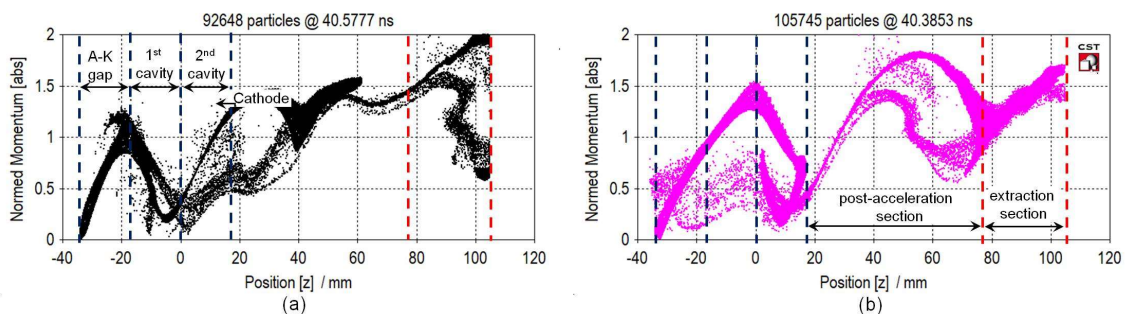 92648 particles @ 40.5777 ns
2
1.5
1
0.5
0
Normed Momentum [abs]
A-K
gap
1st
cavity
2nd
cavity
Cathode
-40 -20 0 20 40 60 80 100 120
Position [z] / mm
(a)
105745 particles @ 40.3853 ns
CST
2
1.5
1
0.5
0
Normed Momentum [abs]
post-acceleration
section
extraction
section
-40 -20 0 20 40 60 80 100 120
Position [z] / mm
(b)